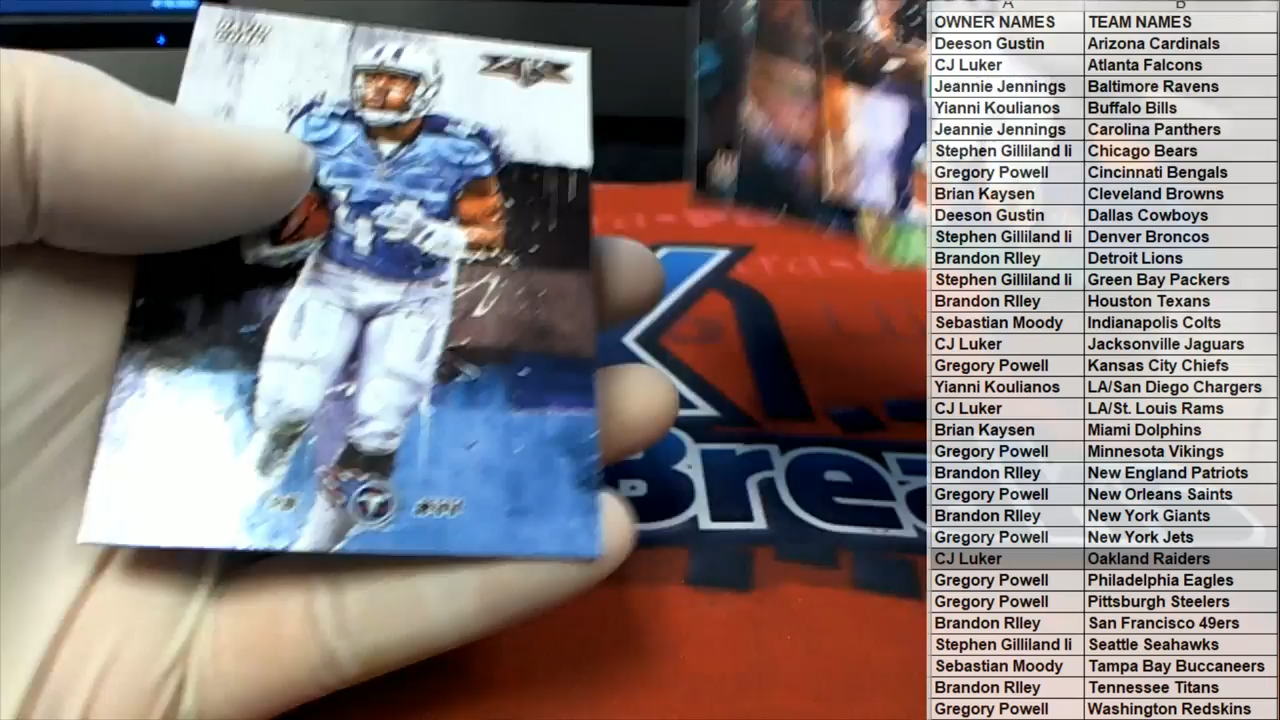 A B
OWNER NAMES TEAM NAMES
Deeson Gustin Arizona Cardinals
CJ Luker Atlanta Falcons
Jeannie Jennings Baltimore Ravens
Yianni Koulianos Buffalo Bills
Jeannie Jennings Carolina Panthers
Stephen Gilliland Ii Chicago Bears
Gregory Powell Cincinnati Bengals
Brian Kaysen Cleveland Browns
Deeson Gustin Dallas Cowboys
Stephen Gilliland Ii Denver Broncos
Brandon RIley Detroit Lions
Stephen Gilliland Ii Green Bay Packers
Brandon RIley Houston Texans
Sebastian Moody Indianapolis Colts
CJ Luker Jacksonville Jaguars
Gregory Powell Kansas City Chiefs
Yianni Koulianos LA/San Diego Chargers
CJ Luker LA/St. Louis Rams
Brian Kaysen Miami Dolphins
Gregory Powell Minnesota Vikings
Brandon RIley New England Patriots
Gregory Powell New Orleans Saints
Brandon RIley New York Giants
Gregory Powell New York Jets
CJ Luker Oakland Raiders
Gregory Powell Philadelphia Eagles
Gregory Powell Pittsburgh Steelers
Brandon RIley San Francisco 49ers
Stephen Gilliland Ii Seattle Seahawks
Sebastian Moody Tampa Bay Buccaneers
Brandon RIley Tennessee Titans
Gregory Powell Washington Redskins